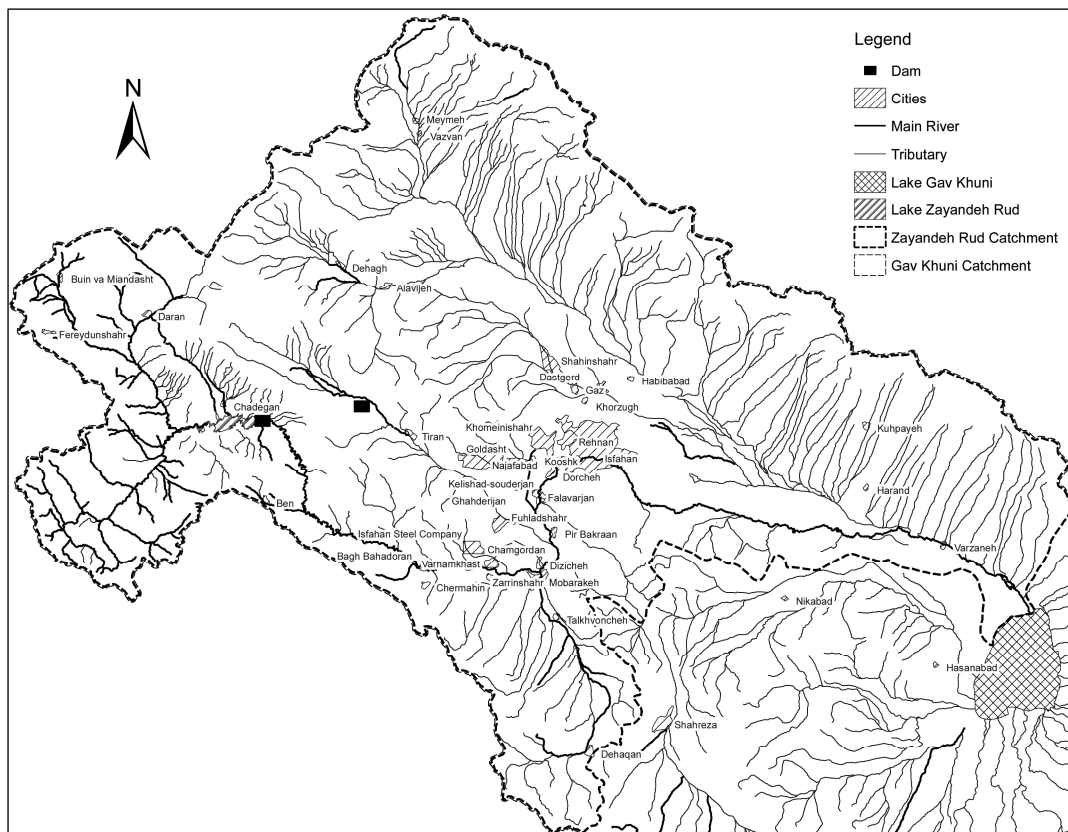 N
Legend
Dam
Cities
Main River
Tributary
Lake Gav Khuni
Lake Zayandeh Rud
Zayandeh Rud Catchment
Gav Khuni Catchment
Meymeh
Vazvan
Dehagh
Alavijeh
Buin va Miandasht
Daran
Fereydunshahr
Chadegan
Shahinshahr
Dastgerd
Gaz
Habibabad
Khorzugh
Khomeinishahr
Tiran
Rehnan
Kuhpayeh
Goldasht
Najafabad
Kooshk
Isfahan
Dorcheh
Kelishad-souderjan
Harand
Ghahderijan
Falavarjan
Ben
Fuhladshahr
Isfahan Steel Company
Pir Bakraan
Varzaneh
Bagh Bahadoran
Chamgordan
Varnamkhast
Dizicheh
Chermahin
Zarrinshahr
Mobarakeh
Nikabad
Talkhvoncheh
Hasanabad
Shahreza
Dehaqan